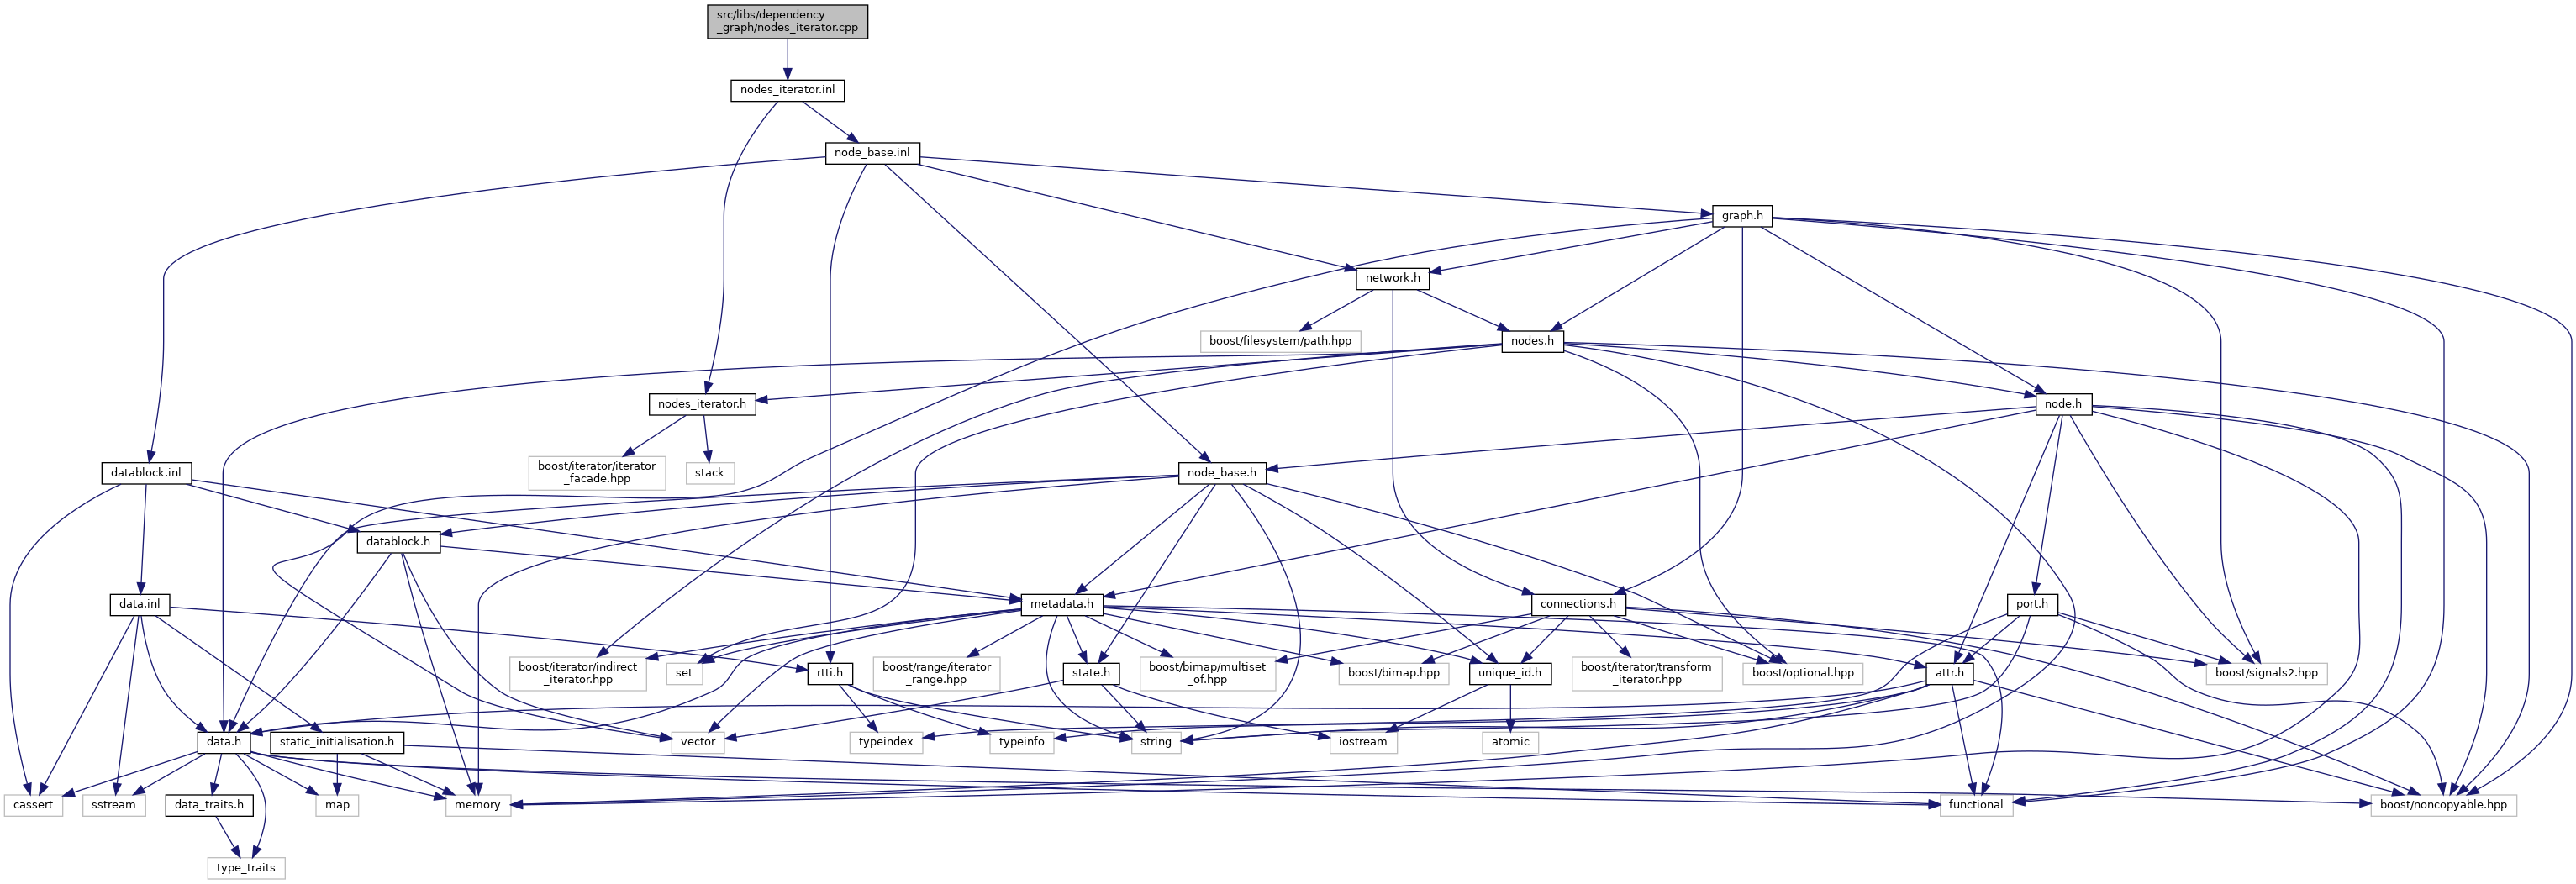 src/libs/dependency
_graph/nodes_iterator.cpp
nodes_iterator.inl
node_base.inl
graph.h
network.h
boost/filesystem/path.hpp
nodes.h
nodes_iterator.h
node.h
boost/iterator/iterator
_facade.hpp
stack
datablock.inl
node_base.h
datablock.h
data.inl
metadata.h
connections.h
port.h
boost/iterator/indirect
_iterator.hpp
set
rtti.h
boost/range/iterator
_range.hpp
state.h
boost/bimap/multiset
_of.hpp
boost/bimap.hpp
unique_id.h
boost/iterator/transform
_iterator.hpp
boost/optional.hpp
attr.h
boost/signals2.hpp
data.h
static_initialisation.h
vector
typeindex
typeinfo
string
iostream
atomic
cassert
sstream
data_traits.h
map
memory
functional
boost/noncopyable.hpp
type_traits